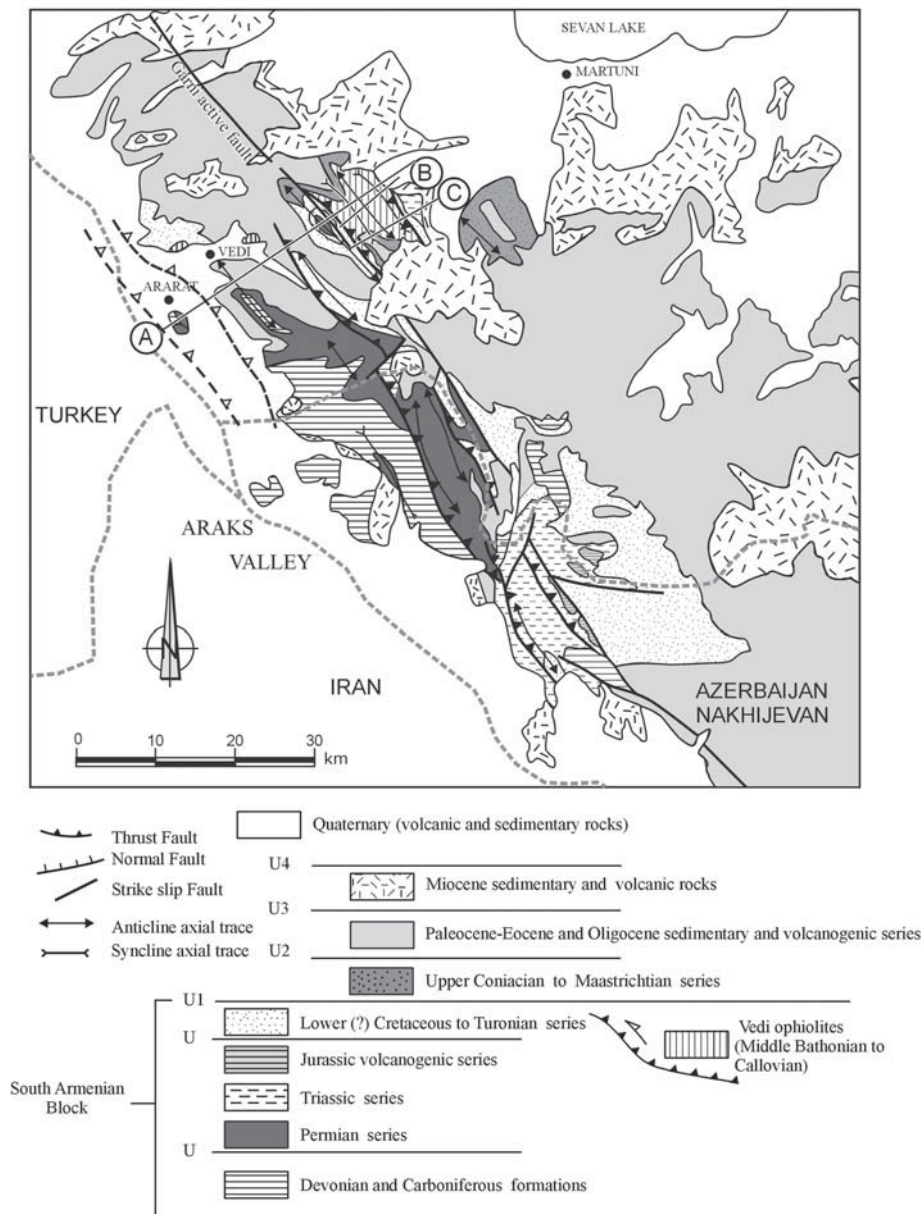 SEVAN LAKE
MARTUNI
Garni active fault
B
C
VEDI
ARARAT
A
TURKEY
ARAKS
VALLEY
N
IRAN
AZERBAIJAN
NAKHIJEVAN
0 10 20 30
km
Thrust Fault
Normal Fault
Strike slip Fault
Anticline axial trace
Syncline axial trace
Quaternary (volcanic and sedimentary rocks)
U4
Miocene sedimentary and volcanic rocks
U3
Paleocene-Eocene and Oligocene sedimentary and volcanogenic series
U2
Upper Coniacian to Maastrichtian series
U1
Lower (?) Cretaceous to Turonian series
U
Jurassic volcanogenic series
Triassic series
Permian series
U
Devonian and Carboniferous formations
South Armenian
Block
Vedi ophiolites
(Middle Bathonian to
Callovian)